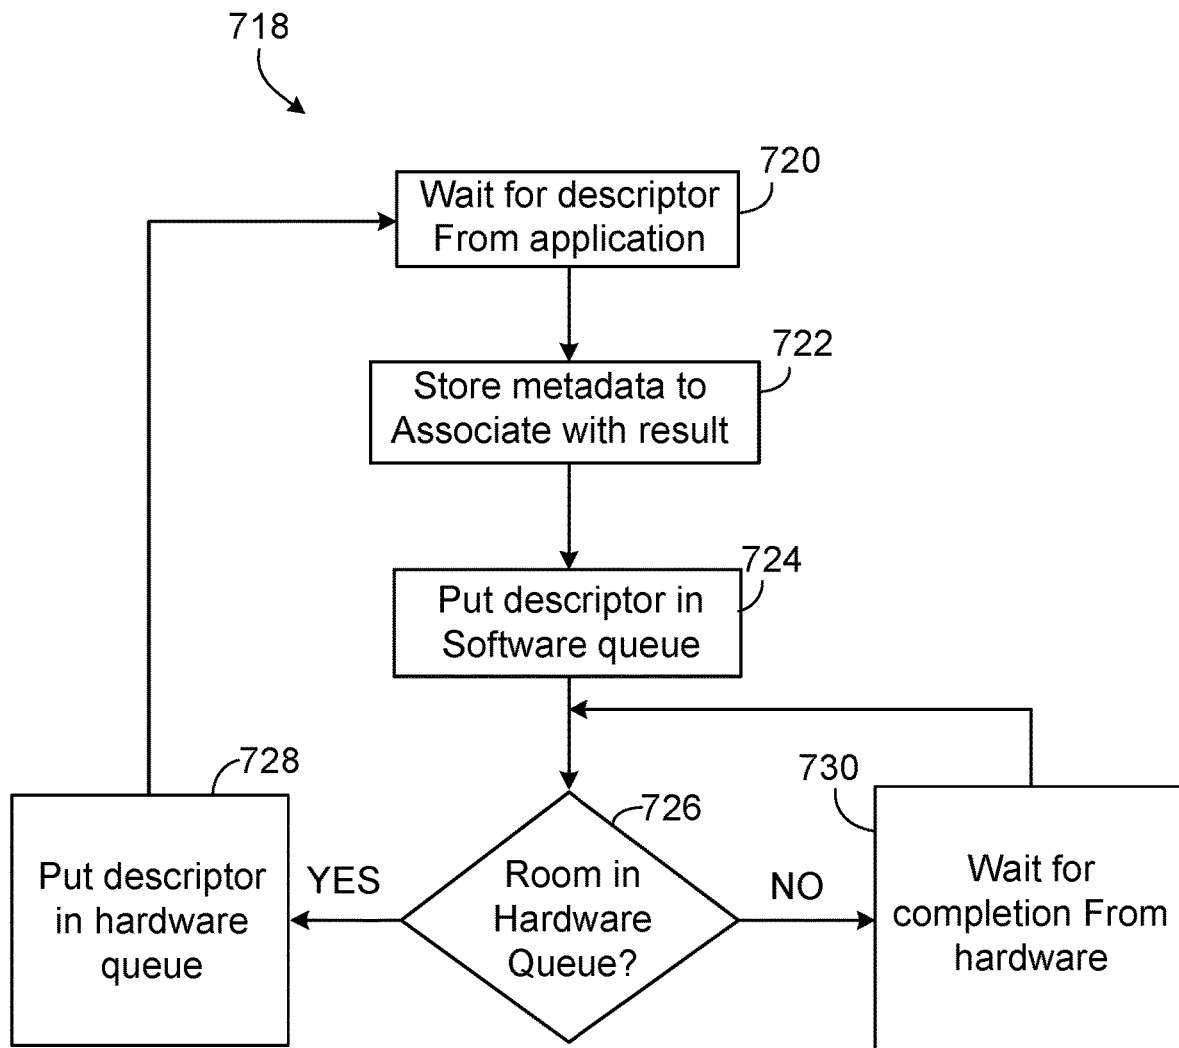 718
720
Wait for descriptor
From application
722
Store metadata to
Associate with result
724
Put descriptor in
Software queue
728
Put descriptor
in hardware
queue
YES
726
Room in
Hardware
Queue?
NO
730
Wait for
completion From
hardware